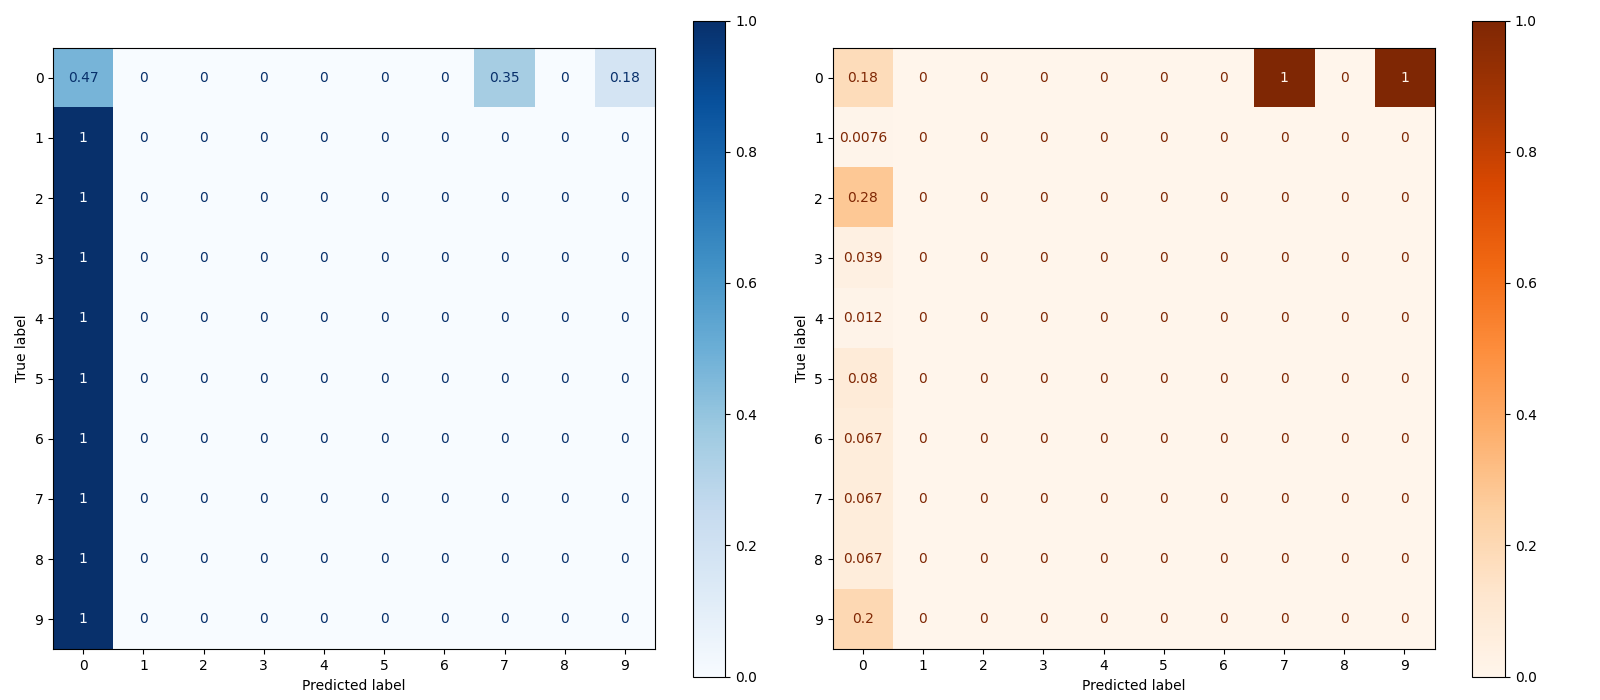 0 0.47 0 0 0 0 0 0 0.35 0 0.18
1 1 0 0 0 0 0 0 0 0 0
2 1 0 0 0 0 0 0 0 0 0
3 1 0 0 0 0 0 0 0 0 0
4 1 0 0 0 0 0 0 0 0 0
5 1 0 0 0 0 0 0 0 0 0
6 1 0 0 0 0 0 0 0 0 0
7 1 0 0 0 0 0 0 0 0 0
8 1 0 0 0 0 0 0 0 0 0
9 1 0 0 0 0 0 0 0 0 0
0 1 2 3 4 5 6 7 8 9
Predicted label
True label
1.0
0.8
0.6
0.4
0.2
0.0
0 0.18 0 0 0 0 0 0 1 0 1
1 0.0076 0 0 0 0 0 0 0 0 0
2 0.28 0 0 0 0 0 0 0 0 0
3 0.039 0 0 0 0 0 0 0 0 0
4 0.012 0 0 0 0 0 0 0 0 0
5 0.08 0 0 0 0 0 0 0 0 0
6 0.067 0 0 0 0 0 0 0 0 0
7 0.067 0 0 0 0 0 0 0 0 0
8 0.067 0 0 0 0 0 0 0 0 0
9 0.2 0 0 0 0 0 0 0 0 0
0 1 2 3 4 5 6 7 8 9
Predicted label
True label
1.0
0.8
0.6
0.4
0.2
0.0